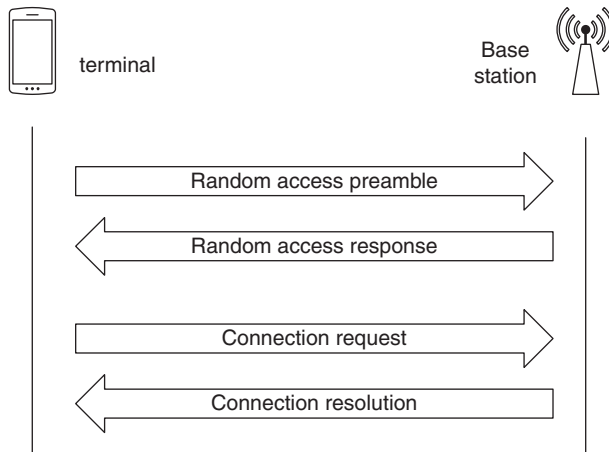 terminal
Base
station
Random access preamble
Random access response
Connection request
Connection resolution